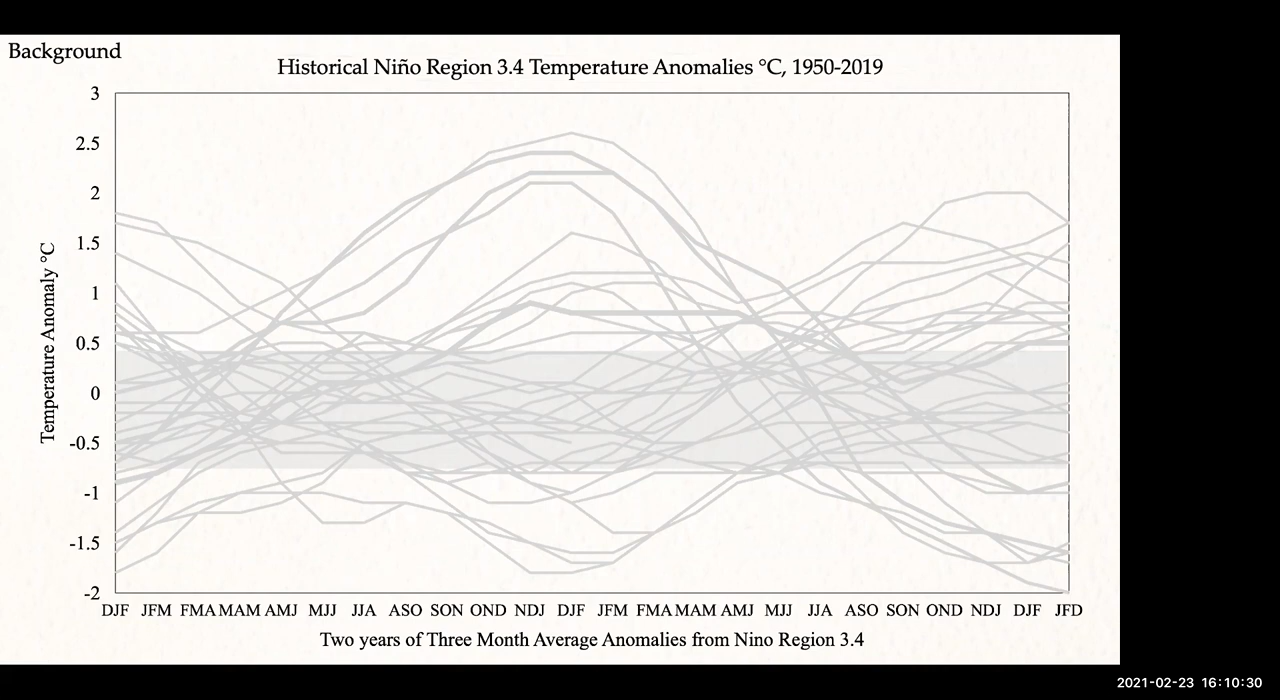 Background
Historical Niño Region 3.4 Temperature Anomalies °C, 1950-2019
3
2.5
2
1.5
1
0.5
0
-0.5
-1
-1.5
-2
Temperature Anomaly °C
DJF JFM FMA MAM AMJ MJJ JJA ASO SON OND NDJ DJF JFM FMA MAM AMJ MJJ JJA ASO SON OND NDJ DJF JFD
Two years of Three Month Average Anomalies from Nino Region 3.4
2021-02-23 16:10:30